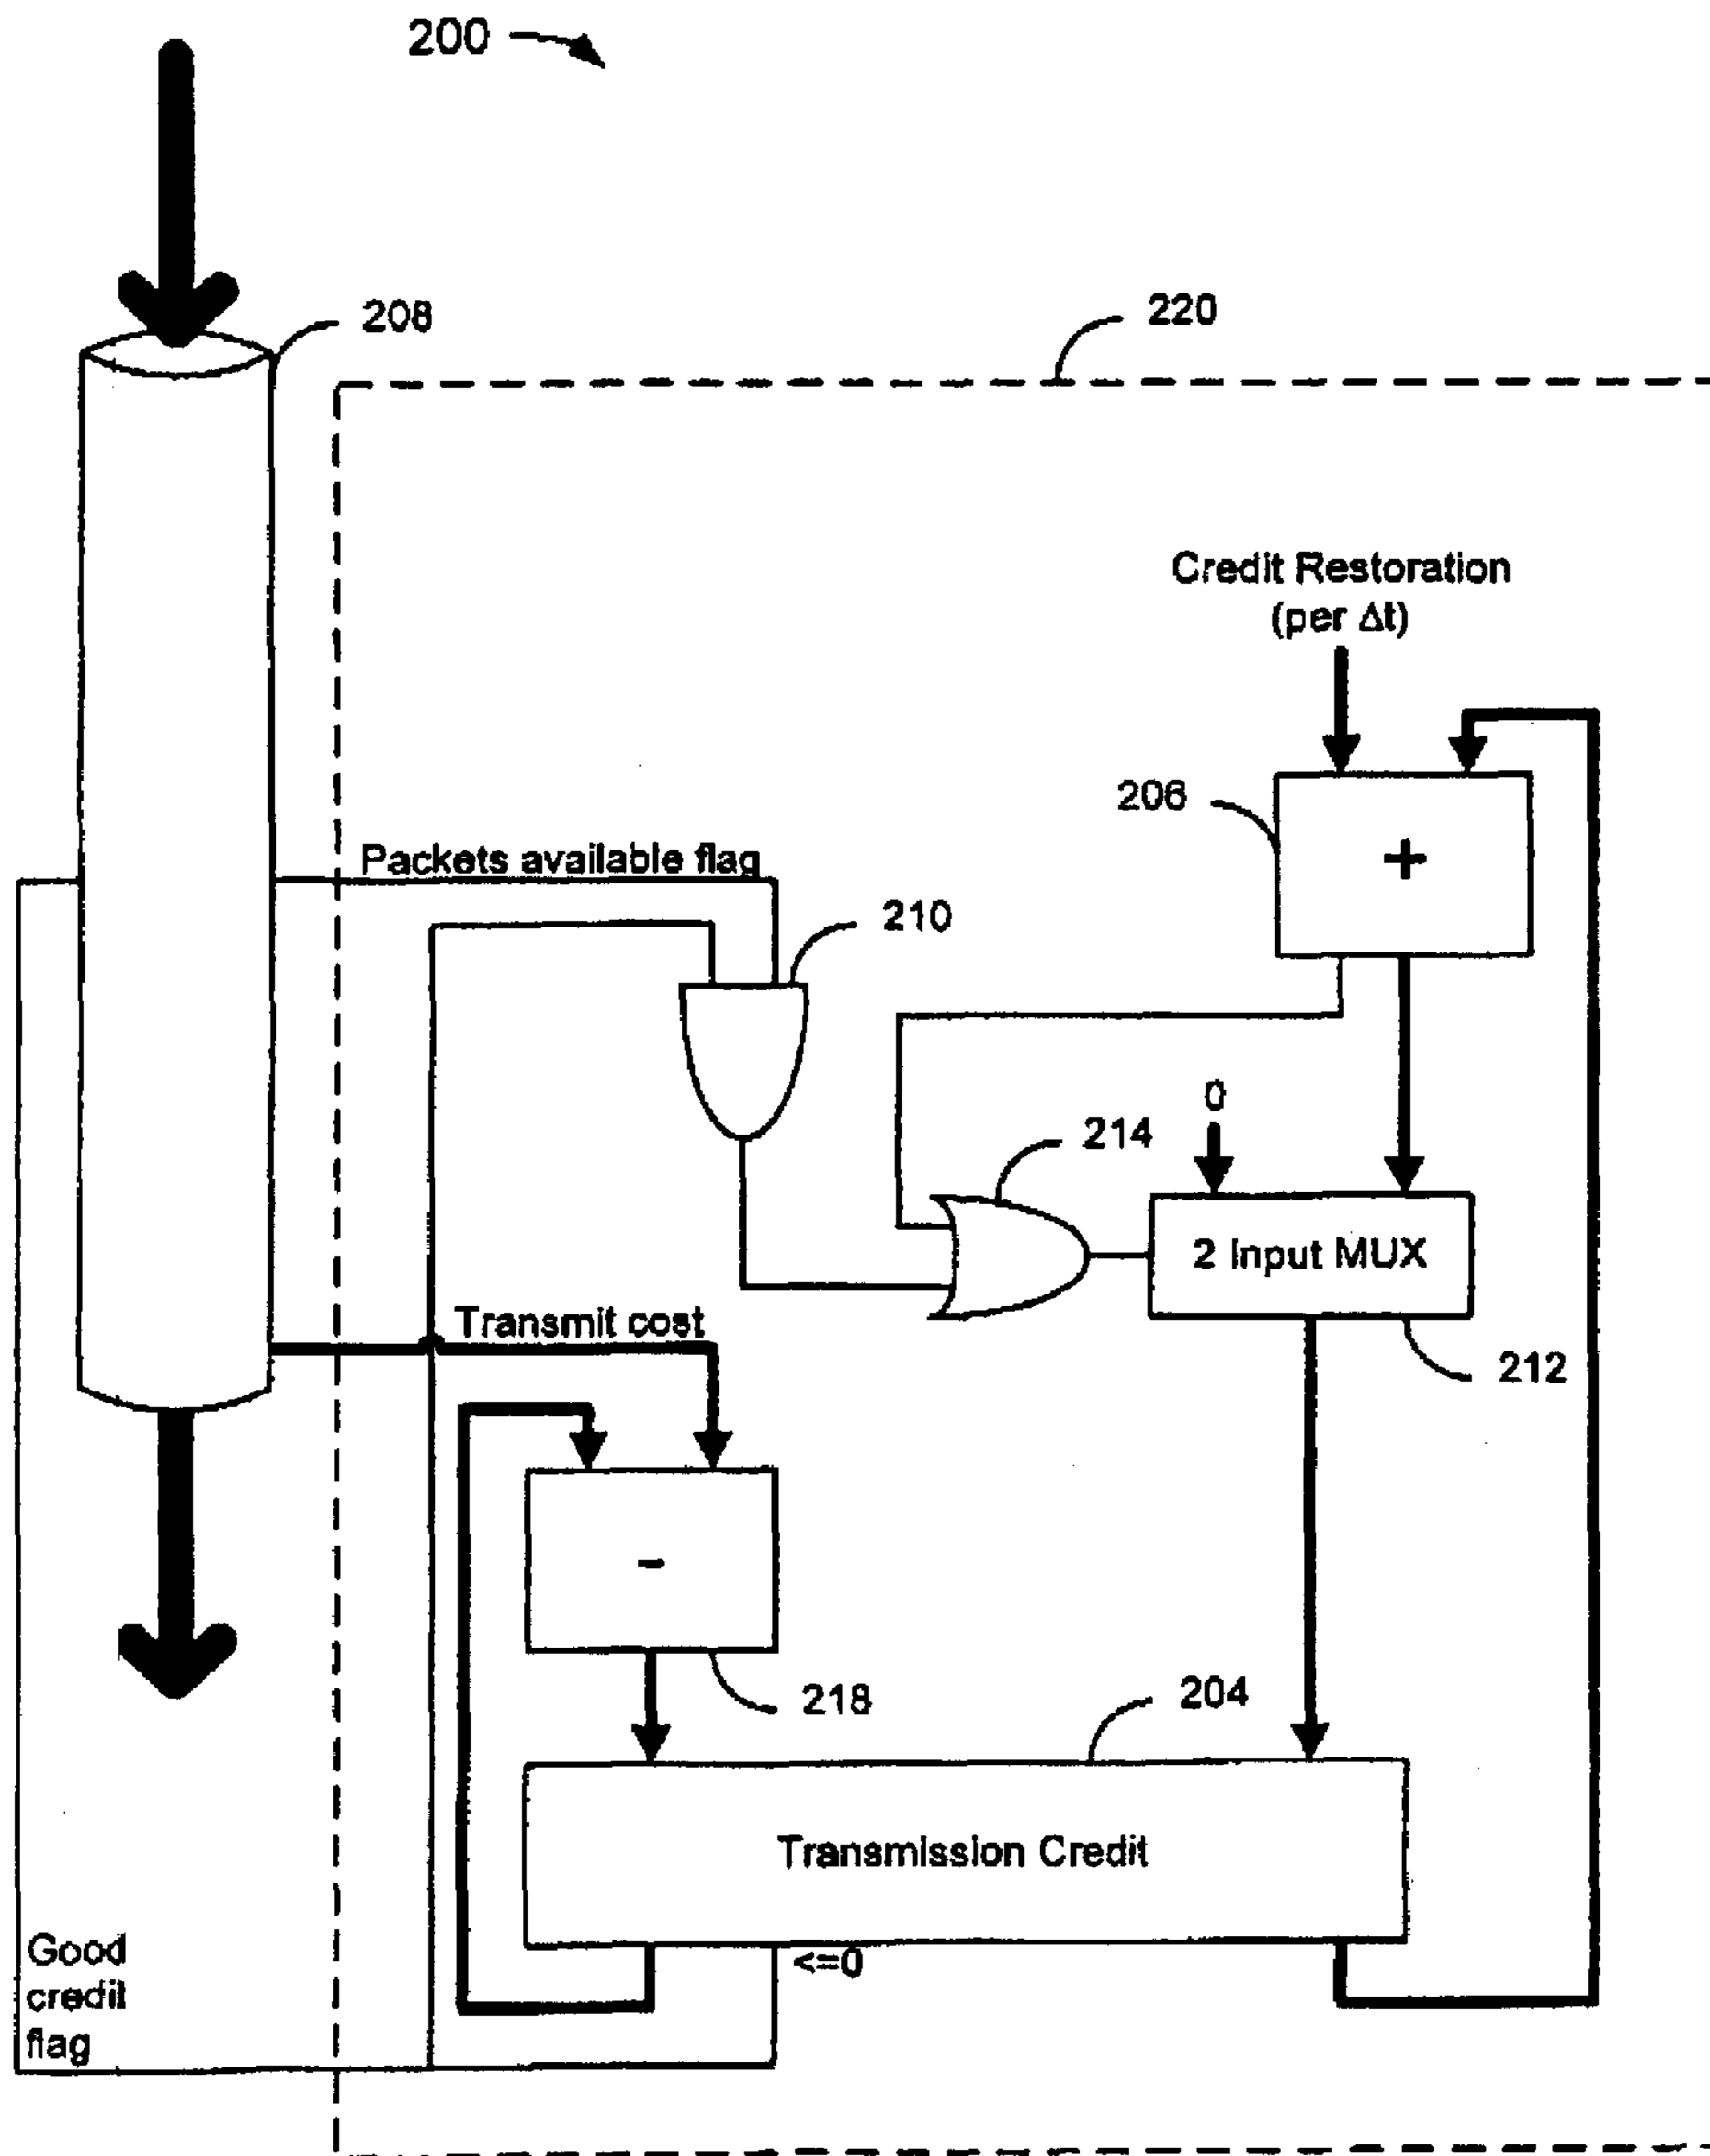 200
208
220
Credit Restoration
(per Δt)
206
+
Packets available flag
210
0
214
2 Input MUX
Transmit cost
212
-
218
204
Transmission Credit
<=0
Good
credit
flag